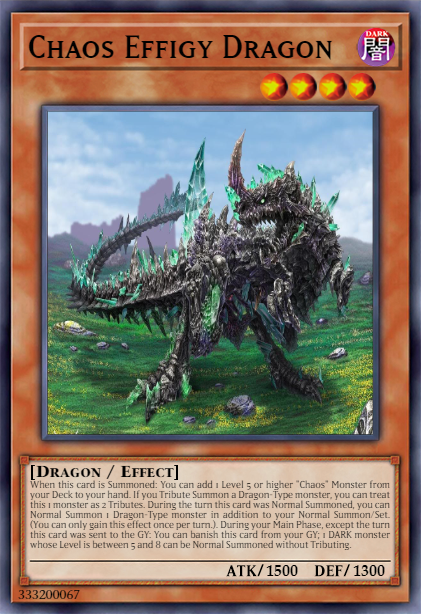 Chaos Effigy Dragon
DARK
闇
[Dragon / Effect]
When this card is Summoned: You can add 1 Level 5 or higher "Chaos" Monster from
your Deck to your hand. If you Tribute Summon a Dragon-Type monster, you can treat
this 1 monster as 2 Tributes. During the turn this card was Normal Summoned, you can
Normal Summon 1 Dragon-Type monster in addition to your Normal Summon/Set.
(You can only gain this effect once per turn.). During your Main Phase, except the turn
this card was sent to the GY: You can banish this card from your GY; 1 DARK monster
whose Level is between 5 and 8 can be Normal Summoned without Tributing.
ATK/1500 DEF/1300
333200067